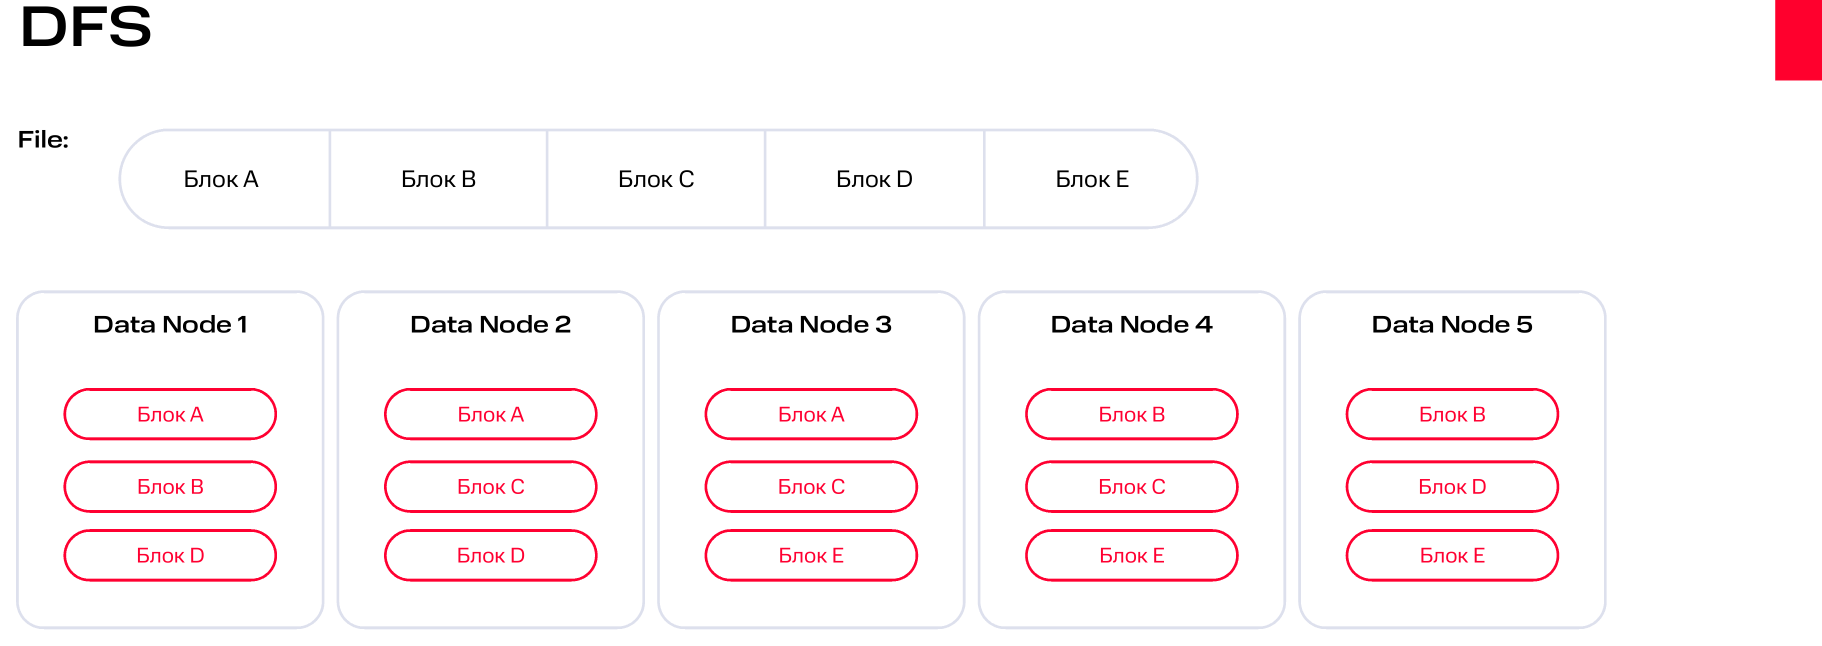 DFS
File:
Блок A
Блок B
Блок C
Блок D
Блок E
Data Node 1
Блок A
Блок B
Блок D
Data Node 2
Блок A
Блок C
Блок D
Data Node 3
Блок A
Блок C
Блок E
Data Node 4
Блок B
Блок C
Блок E
Data Node 5
Блок B
Блок D
Блок E